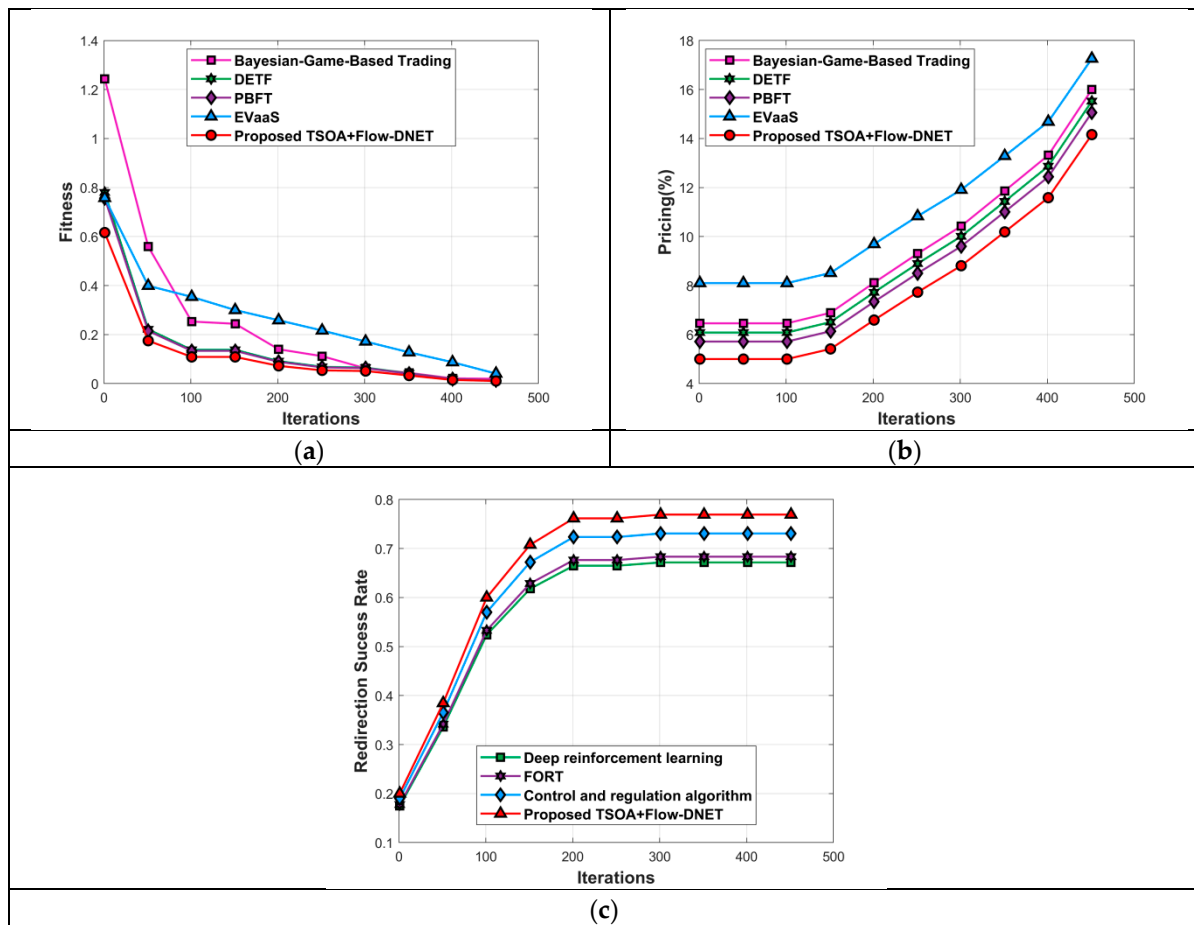 1.4
1.2
1
0.8
0.6
0.4
0.2
0
Fitness
Bayesian-Game-Based Trading
DETF
PBFT
EVaaS
Proposed TSOA+Flow-DNET
0 100 200 300 400 500
Iterations
(a)
18
16
14
12
10
8
6
4
Pricing(%)
Bayesian-Game-Based Trading
DETF
PBFT
EVaaS
Proposed TSOA+Flow-DNET
0 100 200 300 400 500
Iterations
(b)
0.8
0.7
0.6
0.5
0.4
0.3
0.2
0.1
Redirection Sucess Rate
Deep reinforcement learning
FORT
Control and regulation algorithm
Proposed TSOA+Flow-DNET
0 100 200 300 400 500
Iterations
(c)